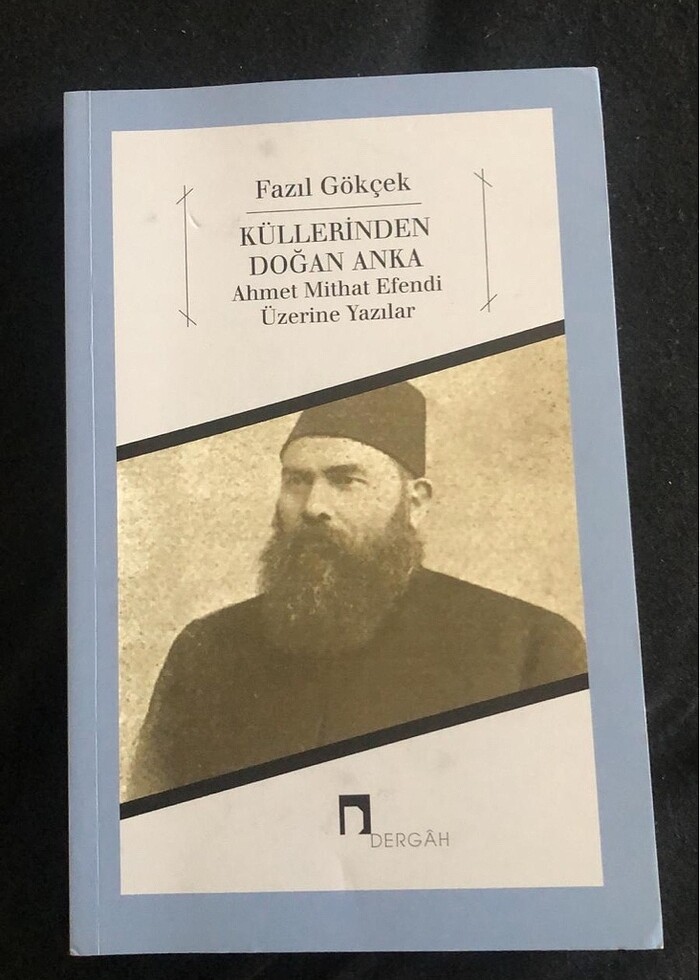 Fazıl Gökçek
KÜLLERİNDEN
DOĞAN ANKA
Ahmet Mithat Efendi
Üzerine Yazılar
DERGÂH